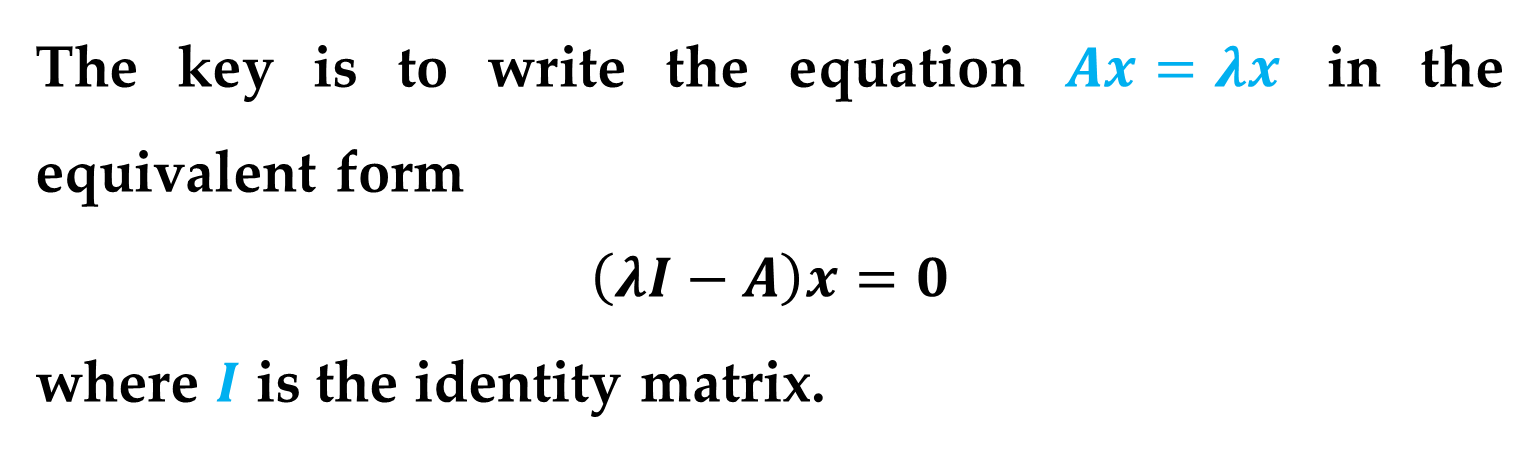 The key is to write the equation Ax = λx in the
equivalent form
(λI − A)x = 0
where I is the identity matrix.